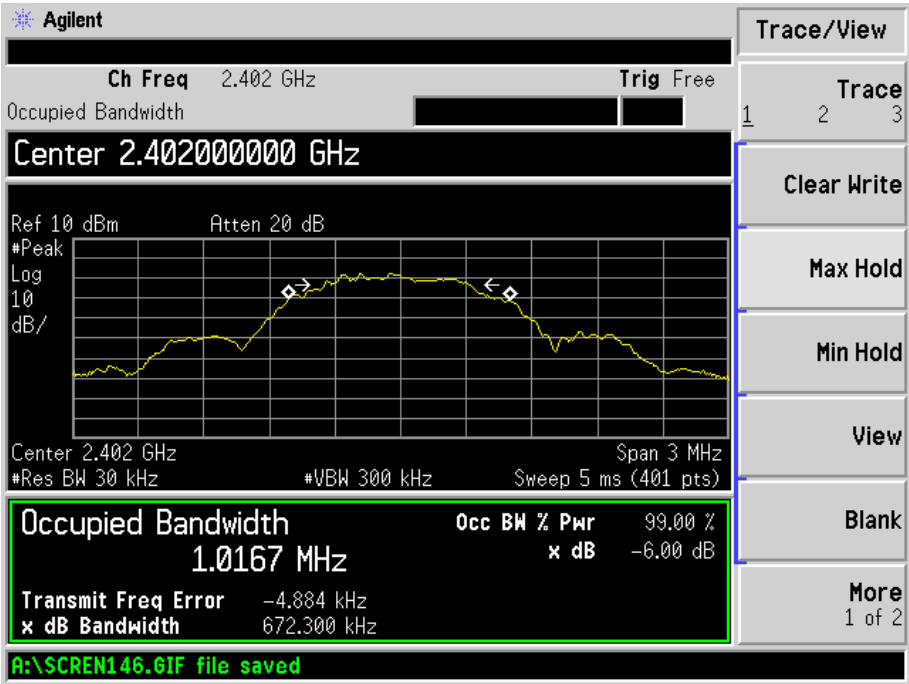 Agilent
Trace/View
Ch Freq 2.402 GHz Trig Free
Occupied Bandwidth
Center 2.402000000 GHz
Ref 10 dBm Atten 20 dB
#Peak
Log
10
dB/
Center 2.402 GHz Span 3 MHz
#Res BW 30 kHz #VBW 300 kHz Sweep 5 ms (401 pts)
Occupied Bandwidth
1.0167 MHz
Occ BW % Pwr 99.00 %
x dB -6.00 dB
Transmit Freq Error -4.884 kHz
x dB Bandwidth 672.300 kHz
A:\SCREN146.GIF file saved
Trace
1 2 3
Clear Write
Max Hold
Min Hold
View
Blank
More
1 of 2